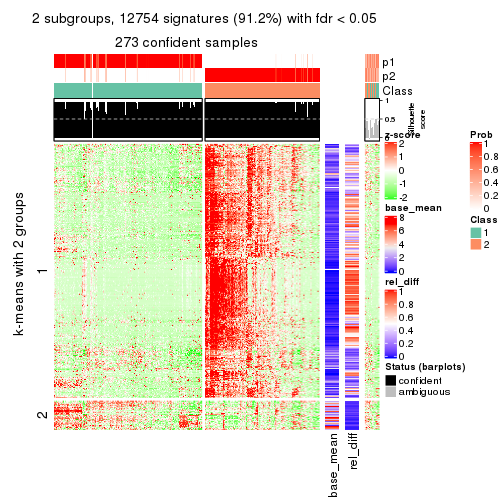 2 subgroups, 12754 signatures (91.2%) with fdr < 0.05
273 confident samples
p1
p2
Class
1
0.5
0
Silhouette
score
k-means with 2 groups
1
2
base_mean
rel_diff
z-score
2
1
0
-1
-2
base_mean
8
6
4
2
0
rel_diff
1
0.8
0.6
0.4
0.2
0
Status (barplots)
confident
ambiguous
Prob
1
0.8
0.6
0.4
0.2
0
Class
1
2